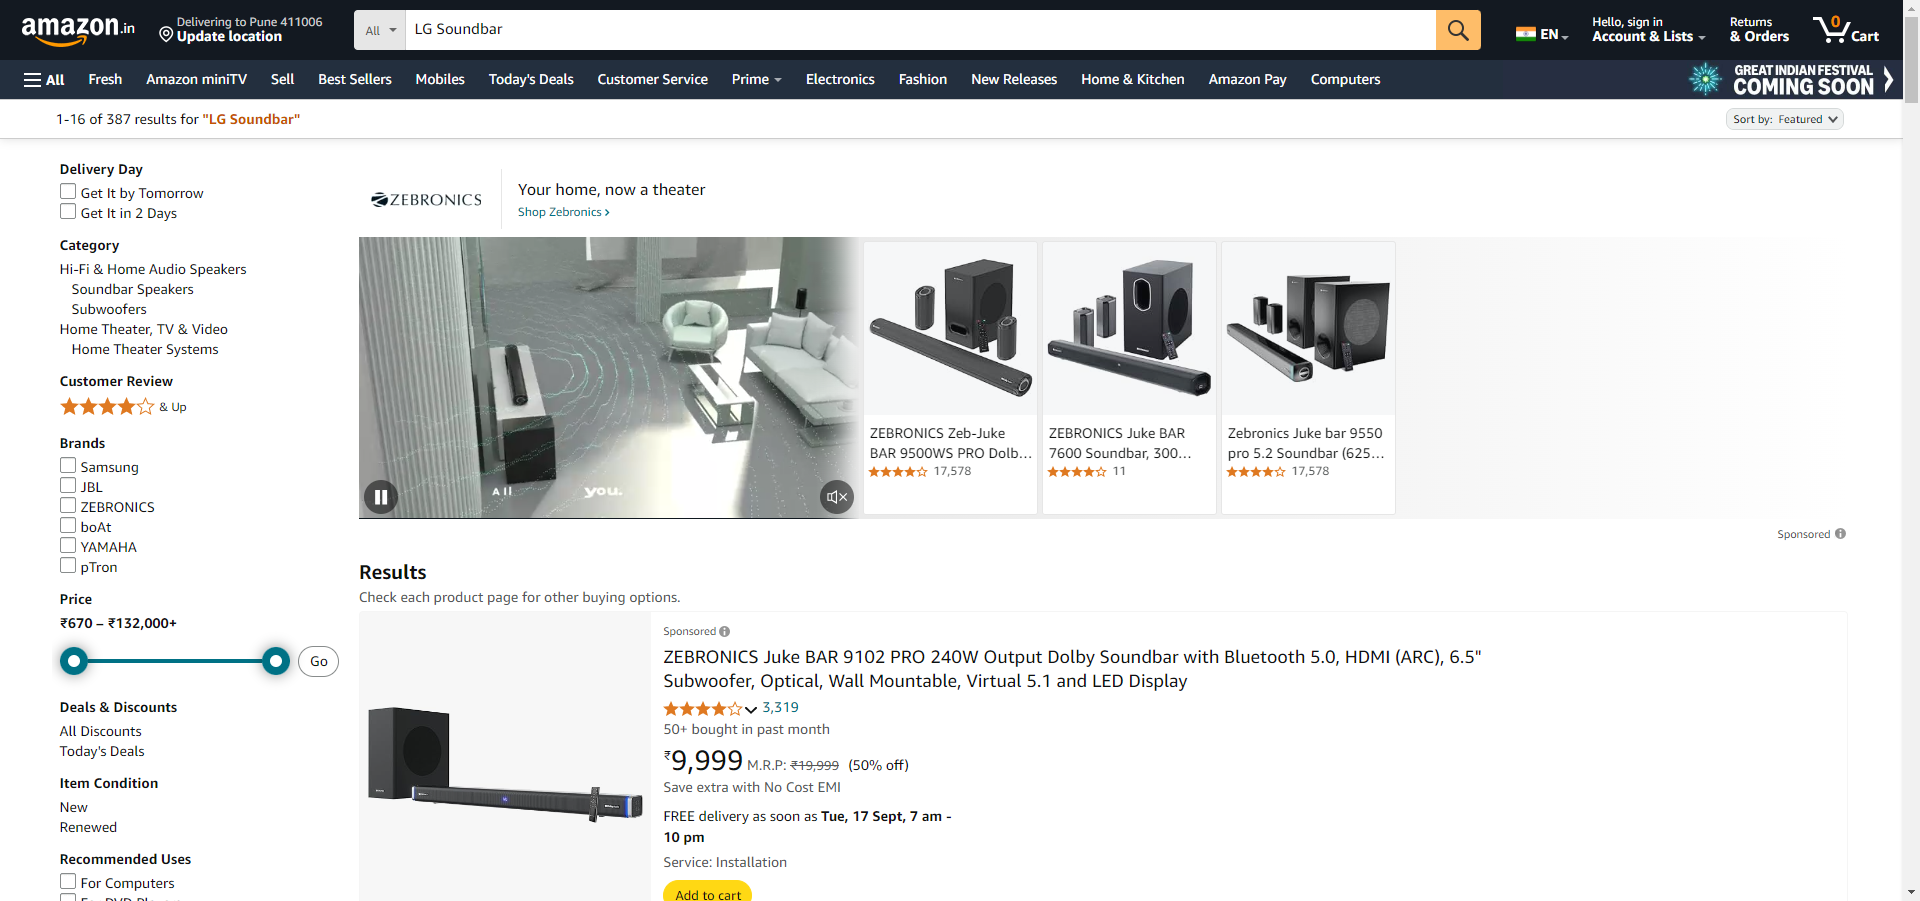 amazon.in
Delivering to Pune 411006
Update location
All
LG Soundbar
EN
Hello, sign in
Account & Lists
Returns
& Orders
0
Cart
All
Fresh
Amazon miniTV
Sell
Best Sellers
Mobiles
Today's Deals
Customer Service
Prime
Electronics
Fashion
New Releases
Home & Kitchen
Amazon Pay
Computers
GREAT INDIAN FESTIVAL
COMING SOON
1-16 of 387 results for "LG Soundbar"
Sort by: Featured
Delivery Day
Get It by Tomorrow
Get It in 2 Days
Category
Hi-Fi & Home Audio Speakers
Soundbar Speakers
Subwoofers
Home Theater, TV & Video
Home Theater Systems
Customer Review
& Up
Brands
Samsung
JBL
ZEBRONICS
boAt
YAMAHA
pTron
Price
₹670 – ₹132,000+
Go
Deals & Discounts
All Discounts
Today's Deals
Item Condition
New
Renewed
Recommended Uses
For Computers
ZEBRONICS
Your home, now a theater
Shop Zebronics
All you.
ZEBRONICS Zeb-Juke
BAR 9500WS PRO Dolb...
17,578
ZEBRONICS Juke BAR
7600 Soundbar, 300...
11
Zebronics Juke bar 9550
pro 5.2 Soundbar (625...
17,578
Sponsored
Results
Check each product page for other buying options.
Sponsored
ZEBRONICS Juke BAR 9102 PRO 240W Output Dolby Soundbar with Bluetooth 5.0, HDMI (ARC), 6.5"
Subwoofer, Optical, Wall Mountable, Virtual 5.1 and LED Display
3,319
50+ bought in past month
₹9,999 M.R.P: ₹19,999 (50% off)
Save extra with No Cost EMI
FREE delivery as soon as Tue, 17 Sept, 7 am -
10 pm
Service: Installation
Add to cart